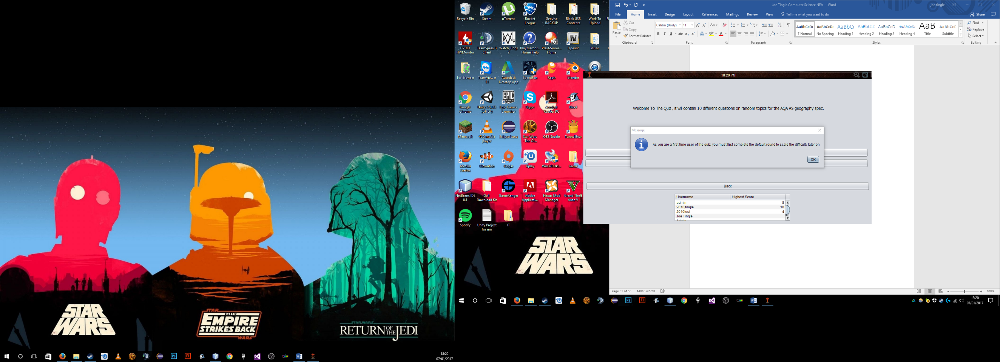 STAR
WARS
STAR
THE
EMPIRE
STRIKES BACK
WARS
STAR WARS
RETURN OF THE JEDI
18:20
07/01/2017
Recycle Bin
Steam
µTorrent
Rocket
League
Geovise
BACKUP
Black USB
Contents
Work To
Upload
CPUID
HWMonitor
TeamSpeak 3
Client
Watch_Dogs
2
PlayMemor...
Home Help
PlayMemor...
Home
OpenIV
Music
Tor Browser
TeamViewer
11
Autodesk
Desktop App
SpeedFan
Raptr
blender
Google
Chrome
Unity 5.5.0f3
(64-bit)
Epic Games
Launcher
Skype
Acrobat
Reader DC
BlueJ
Minecraft
VLC media
player
Eclipse Luna
Star Wars
-The Ol...
OBS Studio
TunnelBear
Mozilla
Firefox
Clownfish
Origin
Uplay
Win32DiskI...
Game
NetBeans IDE
8.1
GoT
Download Kit
GameRanger
Adobe
Applicati...
Nexus Mod
Manager
Grand Theft
Auto V
Spotify
Unity Project
for uni
IT
STAR
WARS
Joe Tingle Computer Science NEA - Word
joe tingle
File Home Insert Design Layout References Mailings Review View Tell me what you want to do
Share
Paste
Cut
Copy
Format Painter
Clipboard
Calibri (Body) 11
Font
Paragraph
AaBbCcDc AaBbCcDc AaBbCc AaBbCcD AaBbCcD AaBbCcDc AaB AaBbCcC
¶ Normal No Spacing Heading 1 Heading 2 Heading 3 Heading 4 Title Subtitle
Styles
Find
Replace
Select
Editing
18:20 PM
Welcome To The Quiz , it will contain 10 different questions on random topics for the AQA AS geography spec.
Message
As you are a first time user of the quiz, you must first complete the default round to scale the difficulty later on
OK
Back
Username Highest Score
admin 8
2010jtingle 10
2010test 4
Joe Tingle
Admin
Page 51 of 55 14016 words
100%
18:20
07/01/2017